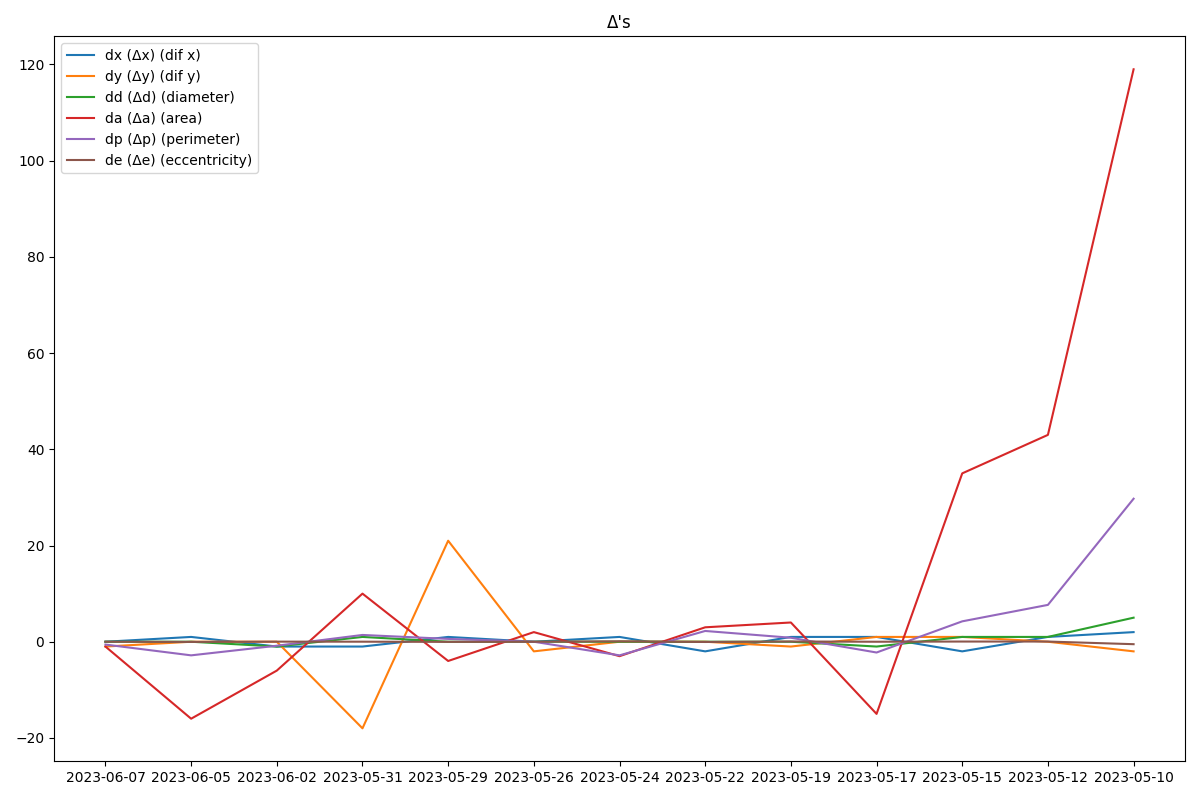 Δ's
dx (Δx) (dif x)
dy (Δy) (dif y)
dd (Δd) (diameter)
da (Δa) (area)
dp (Δp) (perimeter)
de (Δe) (eccentricity)
120
100
80
60
40
20
0
−20
2023-06-07 2023-06-05 2023-06-02 2023-05-31 2023-05-29 2023-05-26 2023-05-24 2023-05-22 2023-05-19 2023-05-17 2023-05-15 2023-05-12 2023-05-10